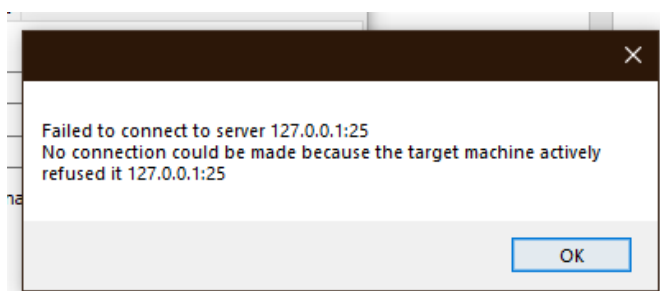 Failed to connect to server 127.0.0.1:25
No connection could be made because the target machine actively
refused it 127.0.0.1:25
na
OK